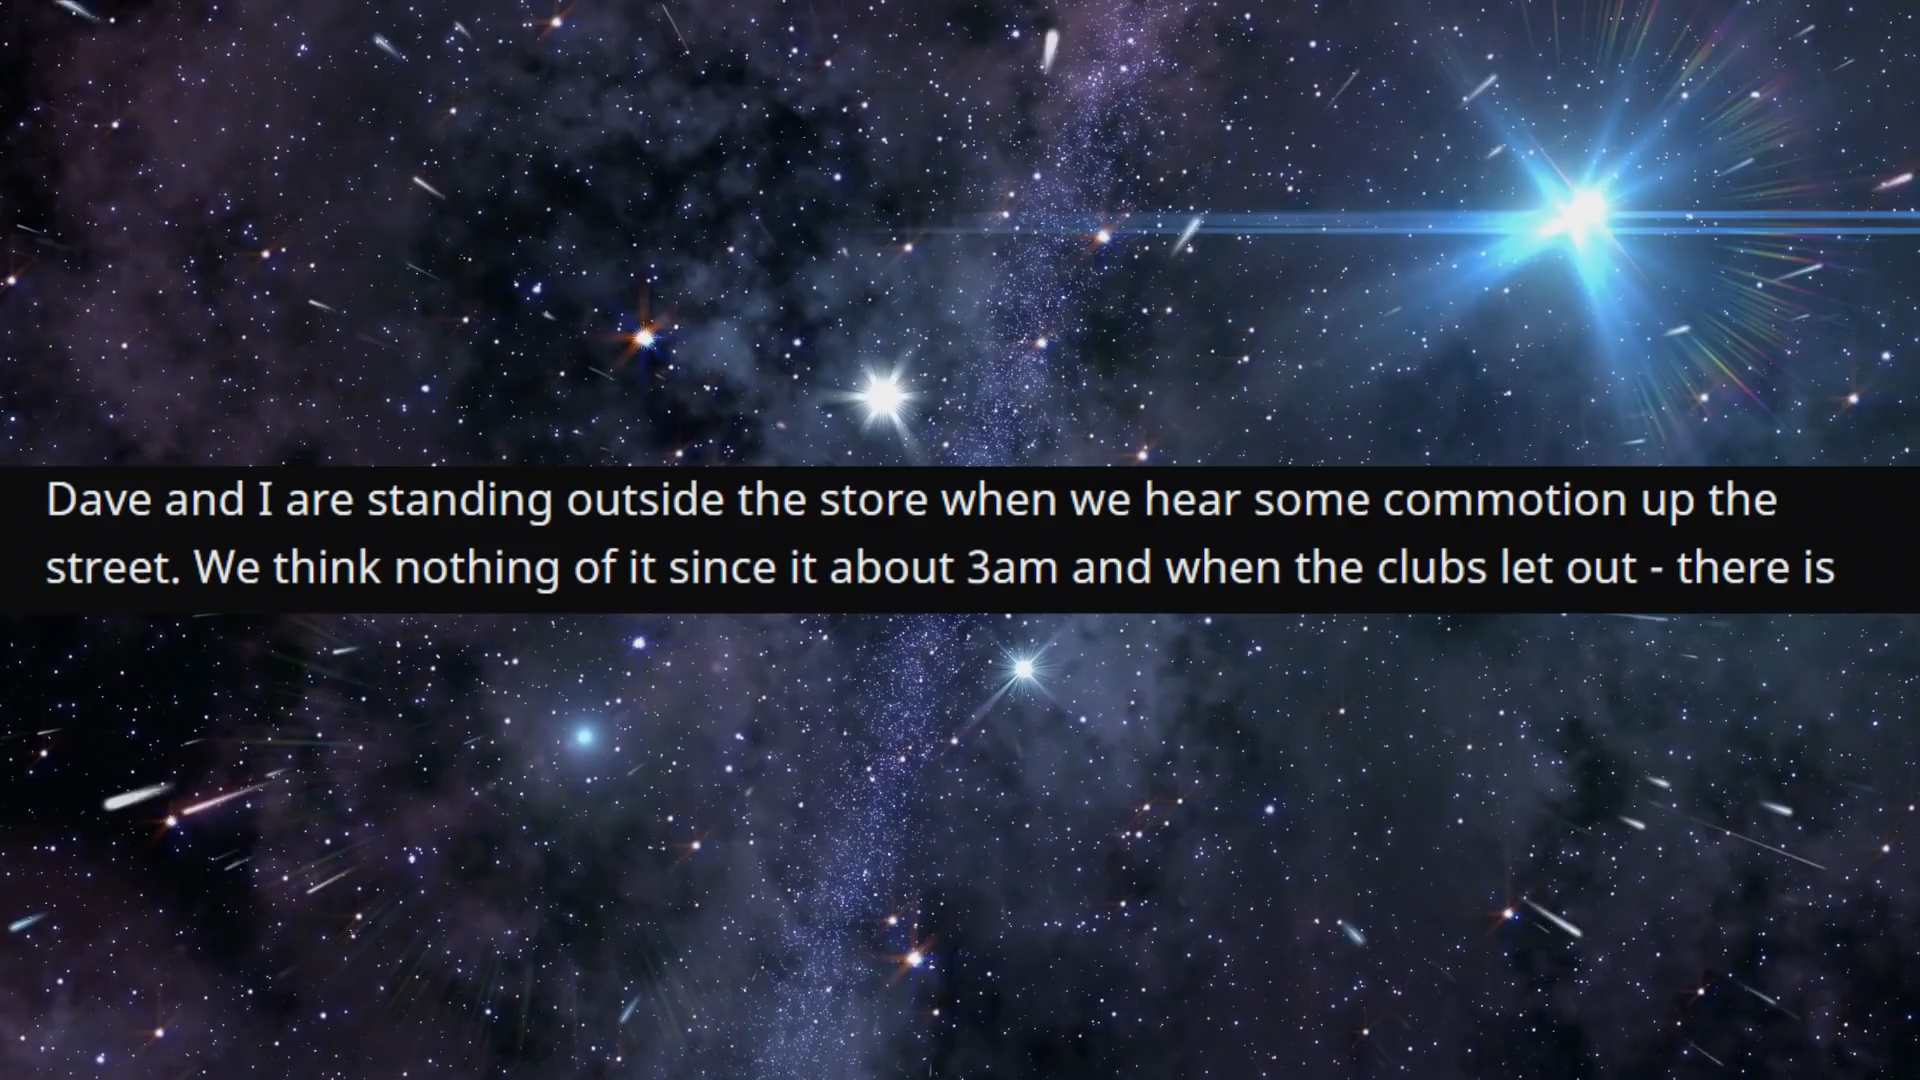 Dave and I are standing outside the store when we hear some commotion up the
street. We think nothing of it since it about 3am and when the clubs let out - there is